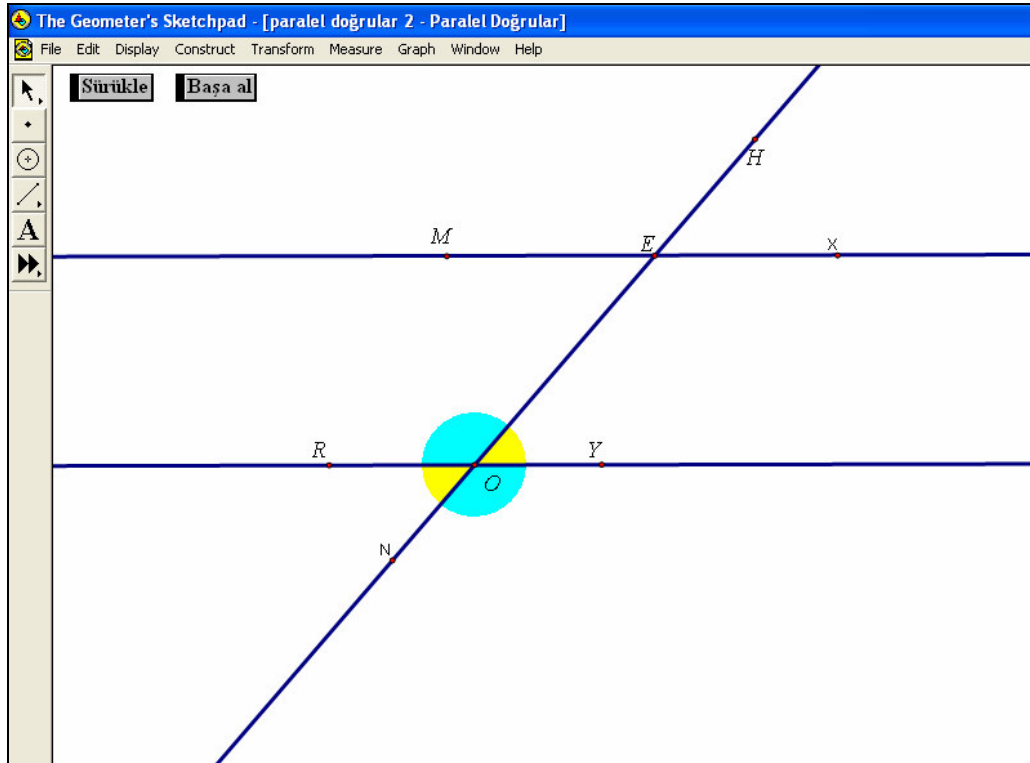 The Geometer's Sketchpad - [paralel doğrular 2 - Paralel Doğrular]
File Edit Display Construct Transform Measure Graph Window Help
Sürükle Başa al
A
H
M E X
R Y
O
N